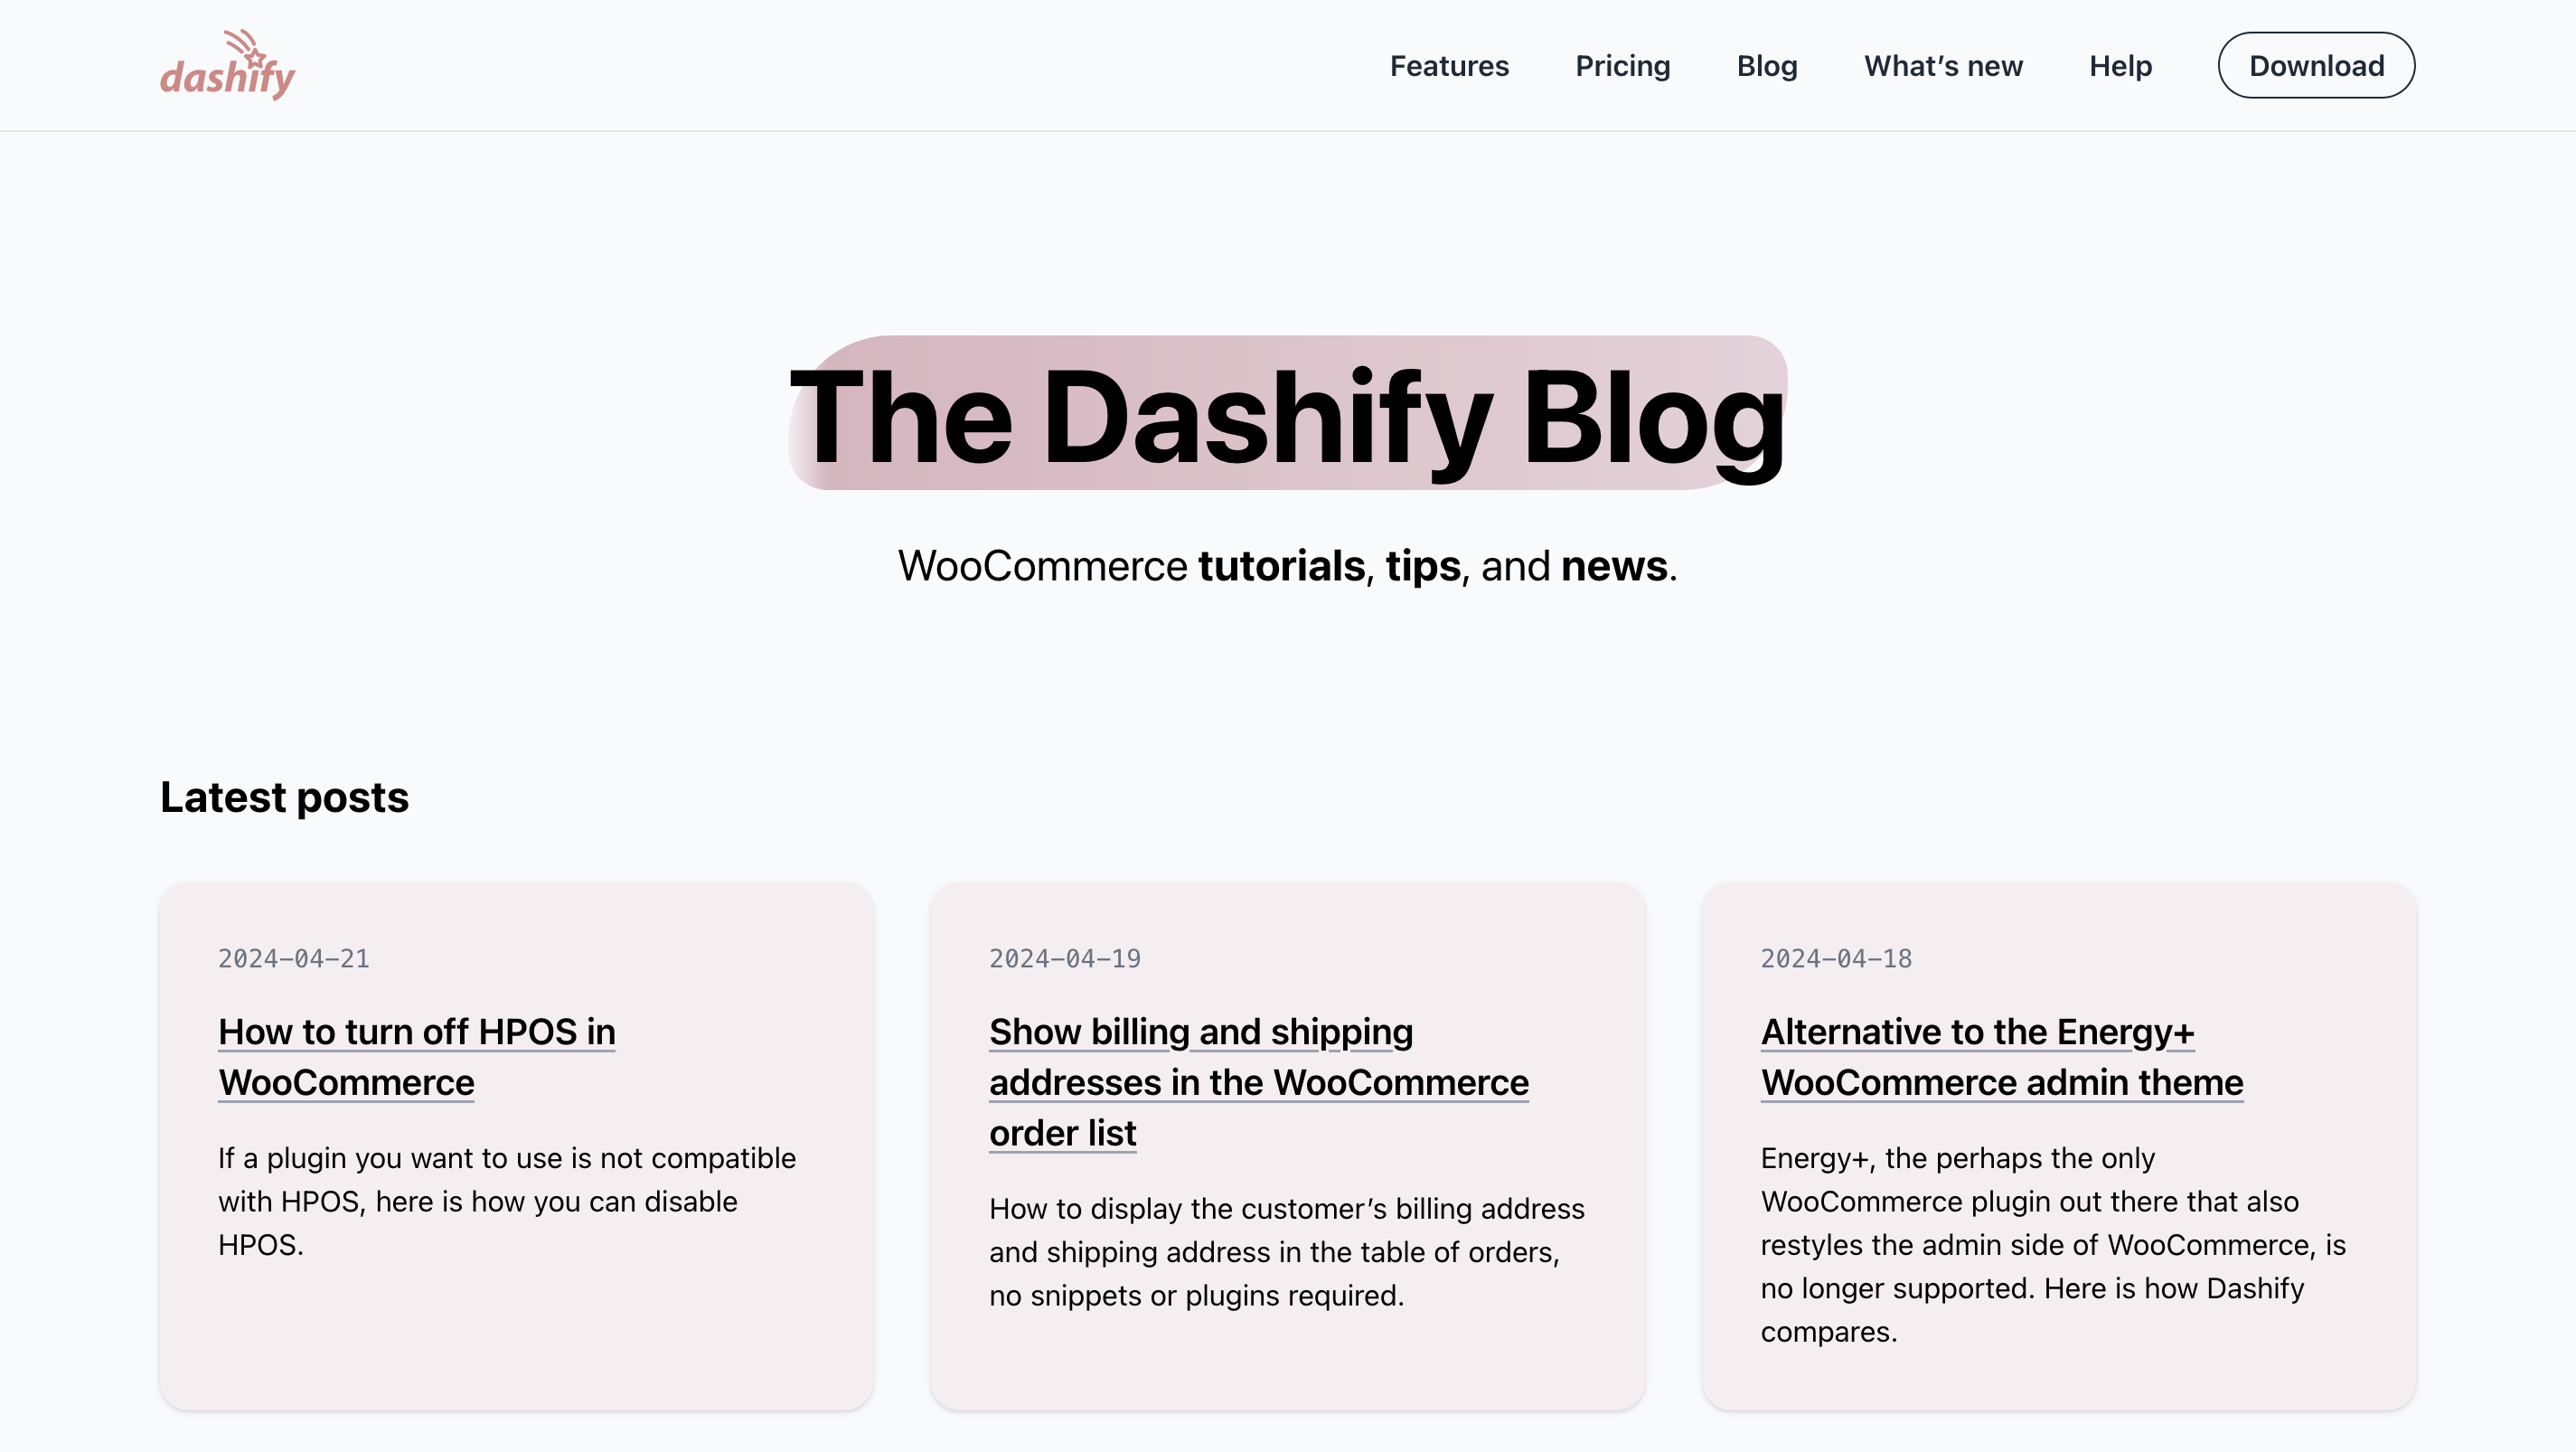 dashify
Features
Pricing
Blog
What’s new
Help
Download
The Dashify Blog
WooCommerce tutorials, tips, and news.
Latest posts
2024-04-21
How to turn off HPOS in
WooCommerce
If a plugin you want to use is not compatible
with HPOS, here is how you can disable
HPOS.
2024-04-19
Show billing and shipping
addresses in the WooCommerce
order list
How to display the customer’s billing address
and shipping address in the table of orders,
no snippets or plugins required.
2024-04-18
Alternative to the Energy+
WooCommerce admin theme
Energy+, the perhaps the only
WooCommerce plugin out there that also
restyles the admin side of WooCommerce, is
no longer supported. Here is how Dashify
compares.